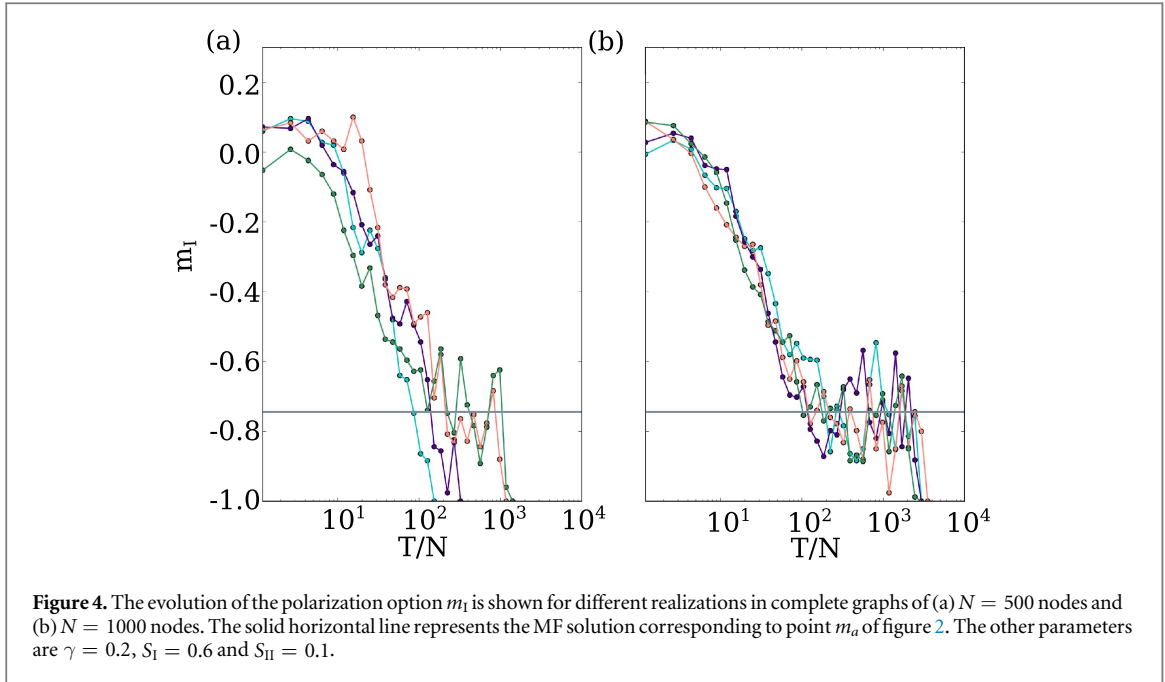 (a)
(b)
0.2
0.0
-0.2
-0.4
-0.6
-0.8
-1.0
m_I
10^1 10^2 10^3 10^4
T/N
10^1 10^2 10^3 10^4
T/N
Figure 4. The evolution of the polarization option m_I is shown for different realizations in complete graphs of (a) N = 500 nodes and
(b) N = 1000 nodes. The solid horizontal line represents the MF solution corresponding to point m_a of figure 2. The other parameters
are γ = 0.2, S_I = 0.6 and S_II = 0.1.